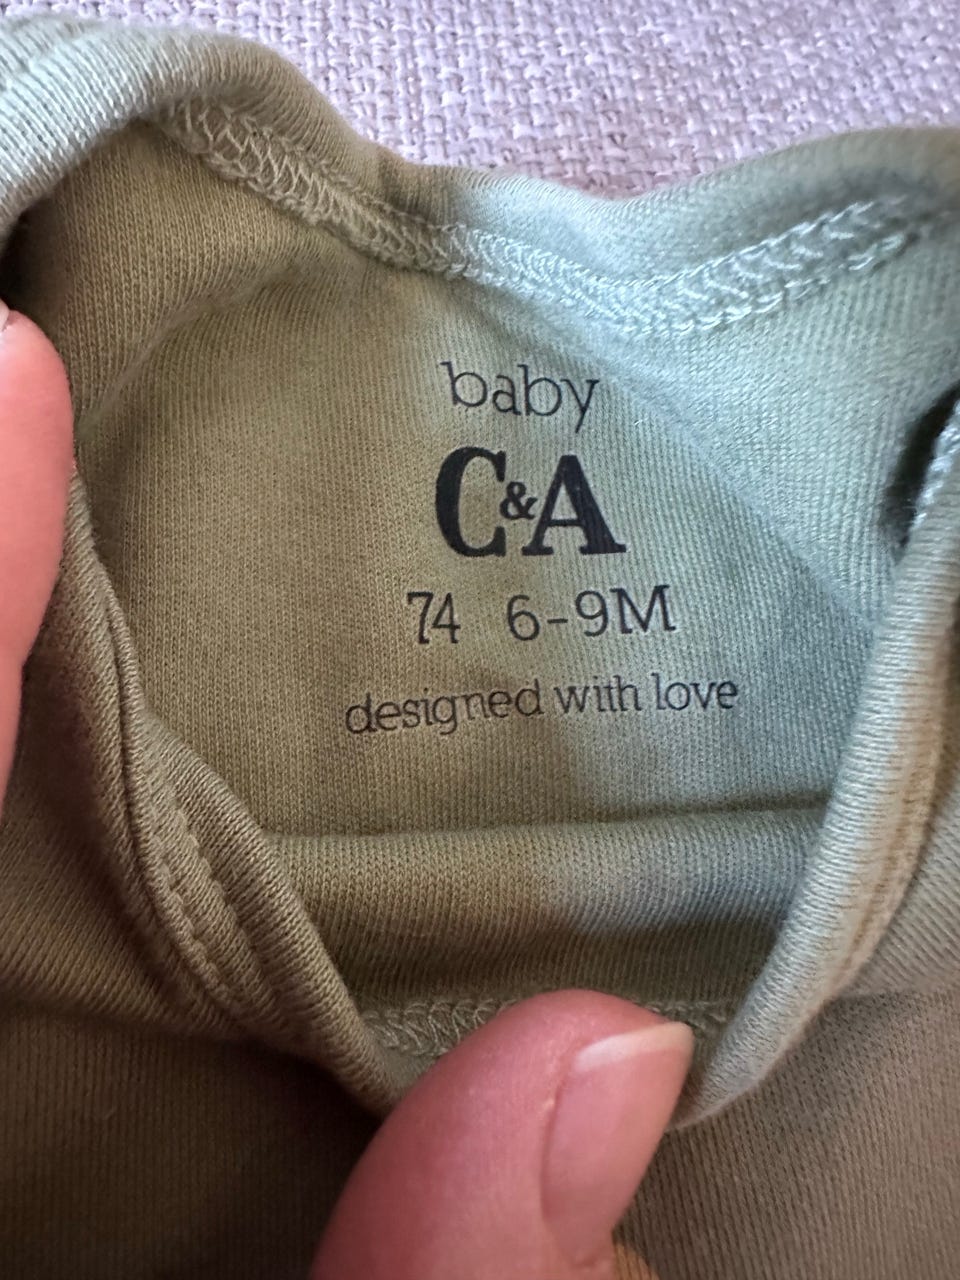 baby
C&A
74 6-9M
designed with love